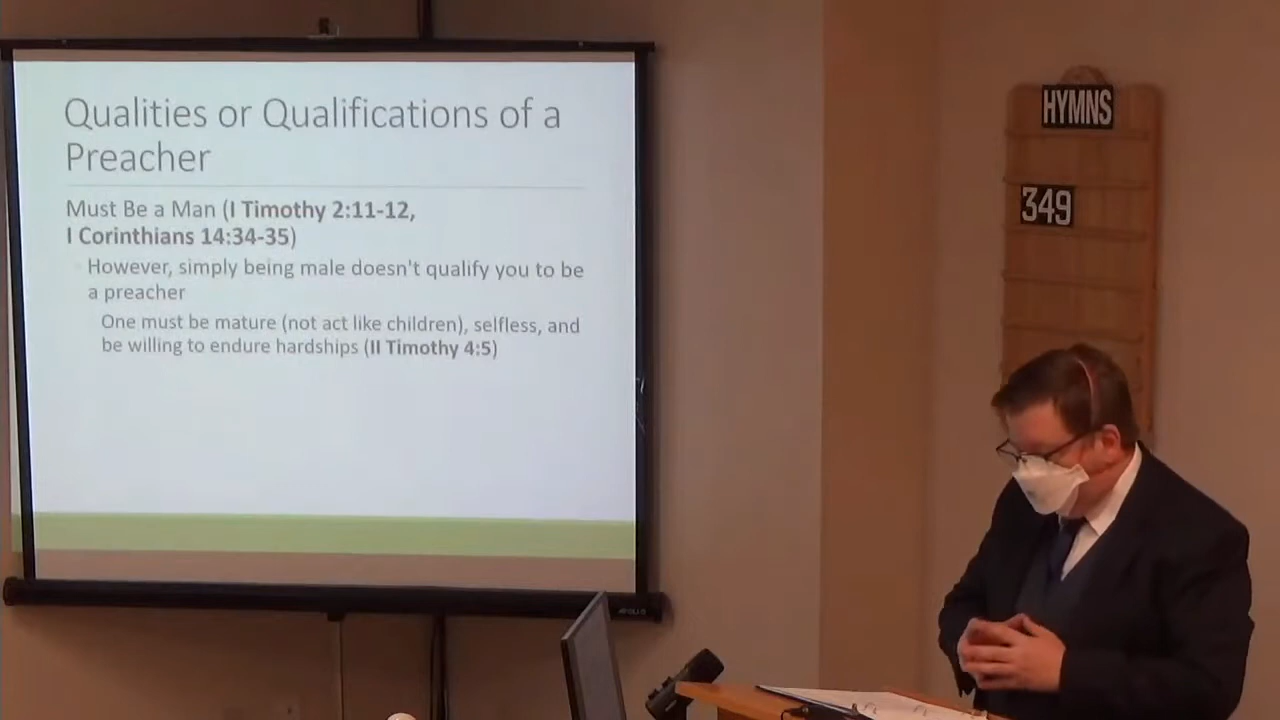 Qualities or Qualifications of a
Preacher
Must Be a Man (I Timothy 2:11-12,
I Corinthians 14:34-35)
However, simply being male doesn't qualify you to be
a preacher
One must be mature (not act like children), selfless, and
be willing to endure hardships (II Timothy 4:5)
APOLLO
HYMNS
349